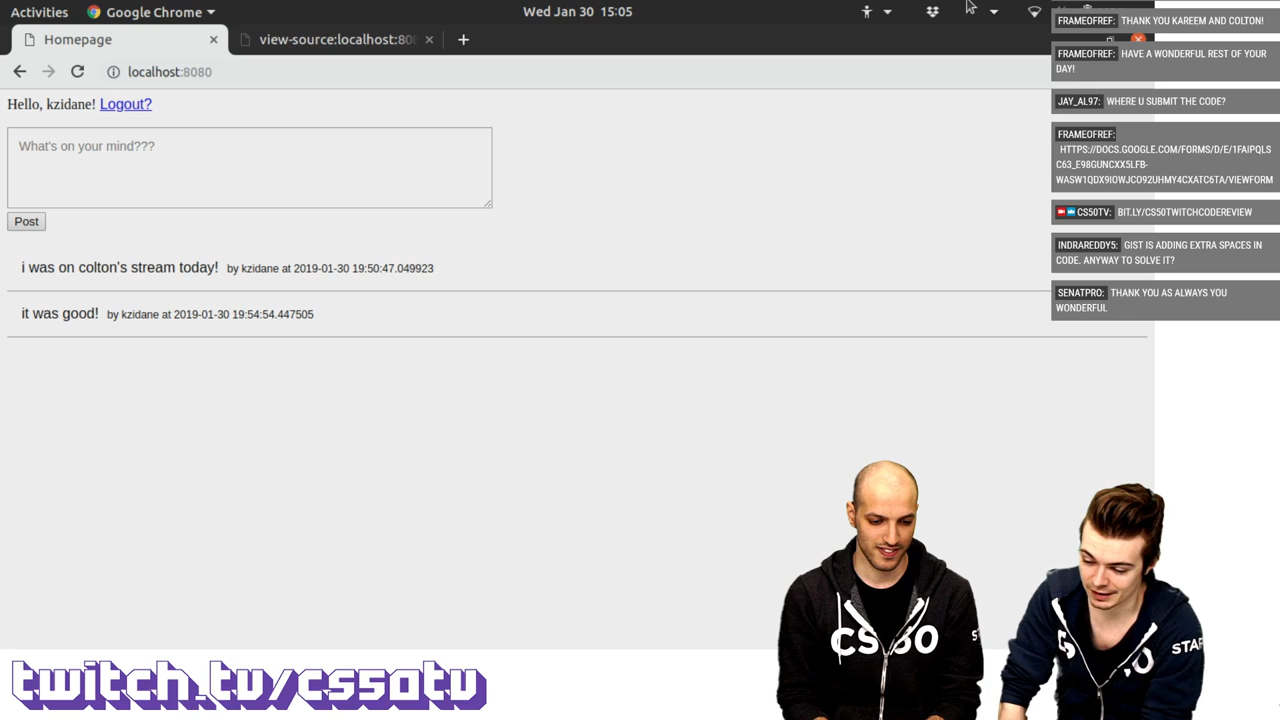 Activities
Google Chrome
Wed Jan 30 15:05
Homepage
view-source:localhost:80
localhost:8080
Hello, kzidane! Logout?
What's on your mind???
Post
i was on colton's stream today! by kzidane at 2019-01-30 19:50:47.049923
it was good! by kzidane at 2019-01-30 19:54:54.447505
FRAMEOFREF: THANK YOU KAREEM AND COLTON!
FRAMEOFREF: HAVE A WONDERFUL REST OF YOUR
DAY!
JAY_AL97: WHERE U SUBMIT THE CODE?
FRAMEOFREF:
HTTPS://DOCS.GOOGLE.COM/FORMS/D/E/1FAIPQLS
C63_E98GUNCXX5LFB-
WASW1QDX9IOWJCO92UHMY4CXATC6TA/VIEWFORM
CS50TV: BIT.LY/CS50TWITCHCODEREVIEW
INDRAREDDY5: GIST IS ADDING EXTRA SPACES IN
CODE. ANYWAY TO SOLVE IT?
SENATPRO: THANK YOU AS ALWAYS YOU
WONDERFUL
CS50
STAF
twitch.tv/cs50tv